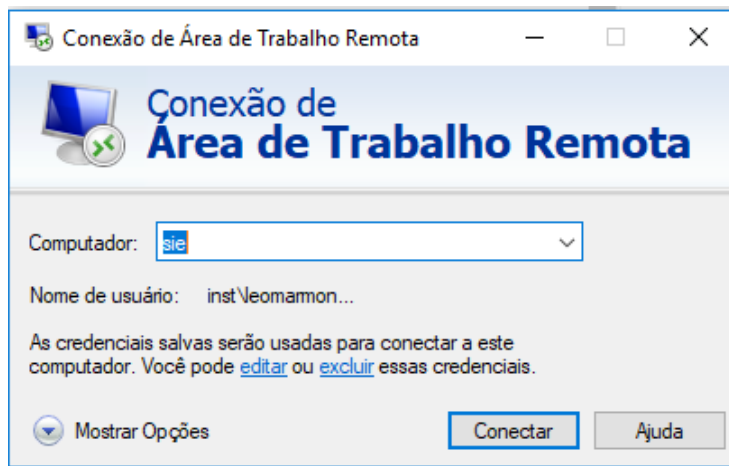 Conexão de Área de Trabalho Remota
Conexão de
Área de Trabalho Remota
Computador: sie
Nome de usuário: inst\leomarmon...
As credenciais salvas serão usadas para conectar a este
computador. Você pode editar ou excluir essas credenciais.
Mostrar Opções Conectar Ajuda